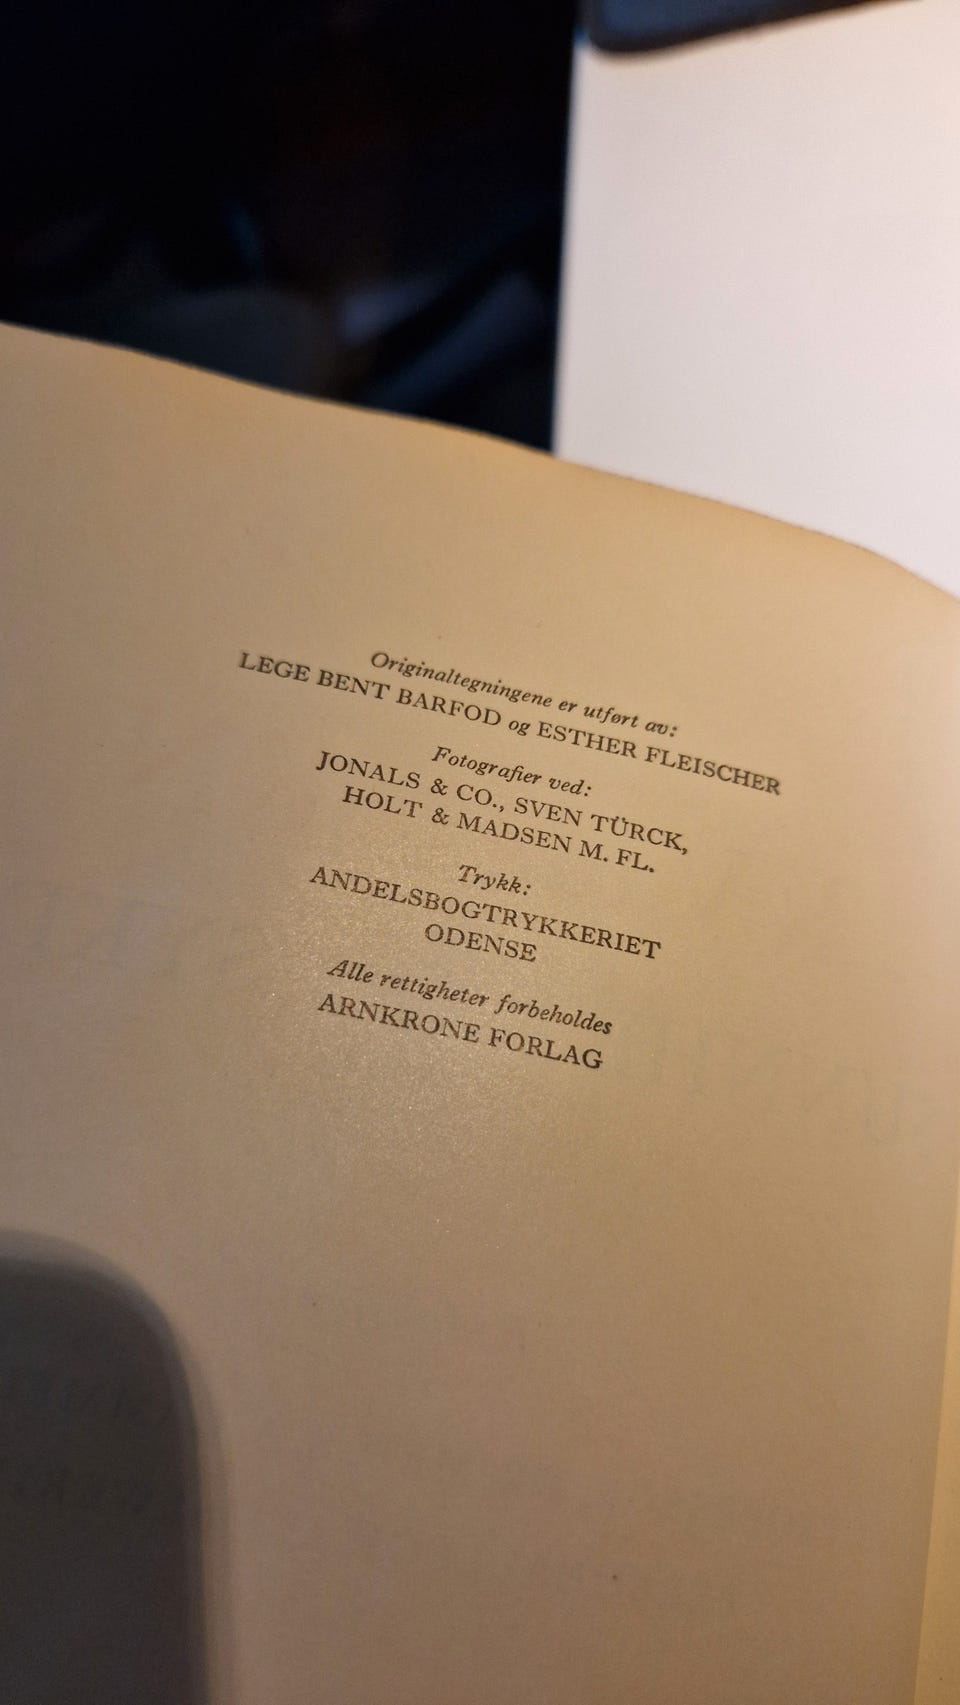 Originaltegningene er utført av:
LEGE BENT BARFOD og ESTHER FLEISCHER
Fotografier ved:
JONALS & CO., SVEN TÜRCK,
HOLT & MADSEN M. FL.
Trykk:
ANDELSBOGTRYKKERIET
ODENSE
Alle rettigheter forbeholdes
ARNKRONE FORLAG